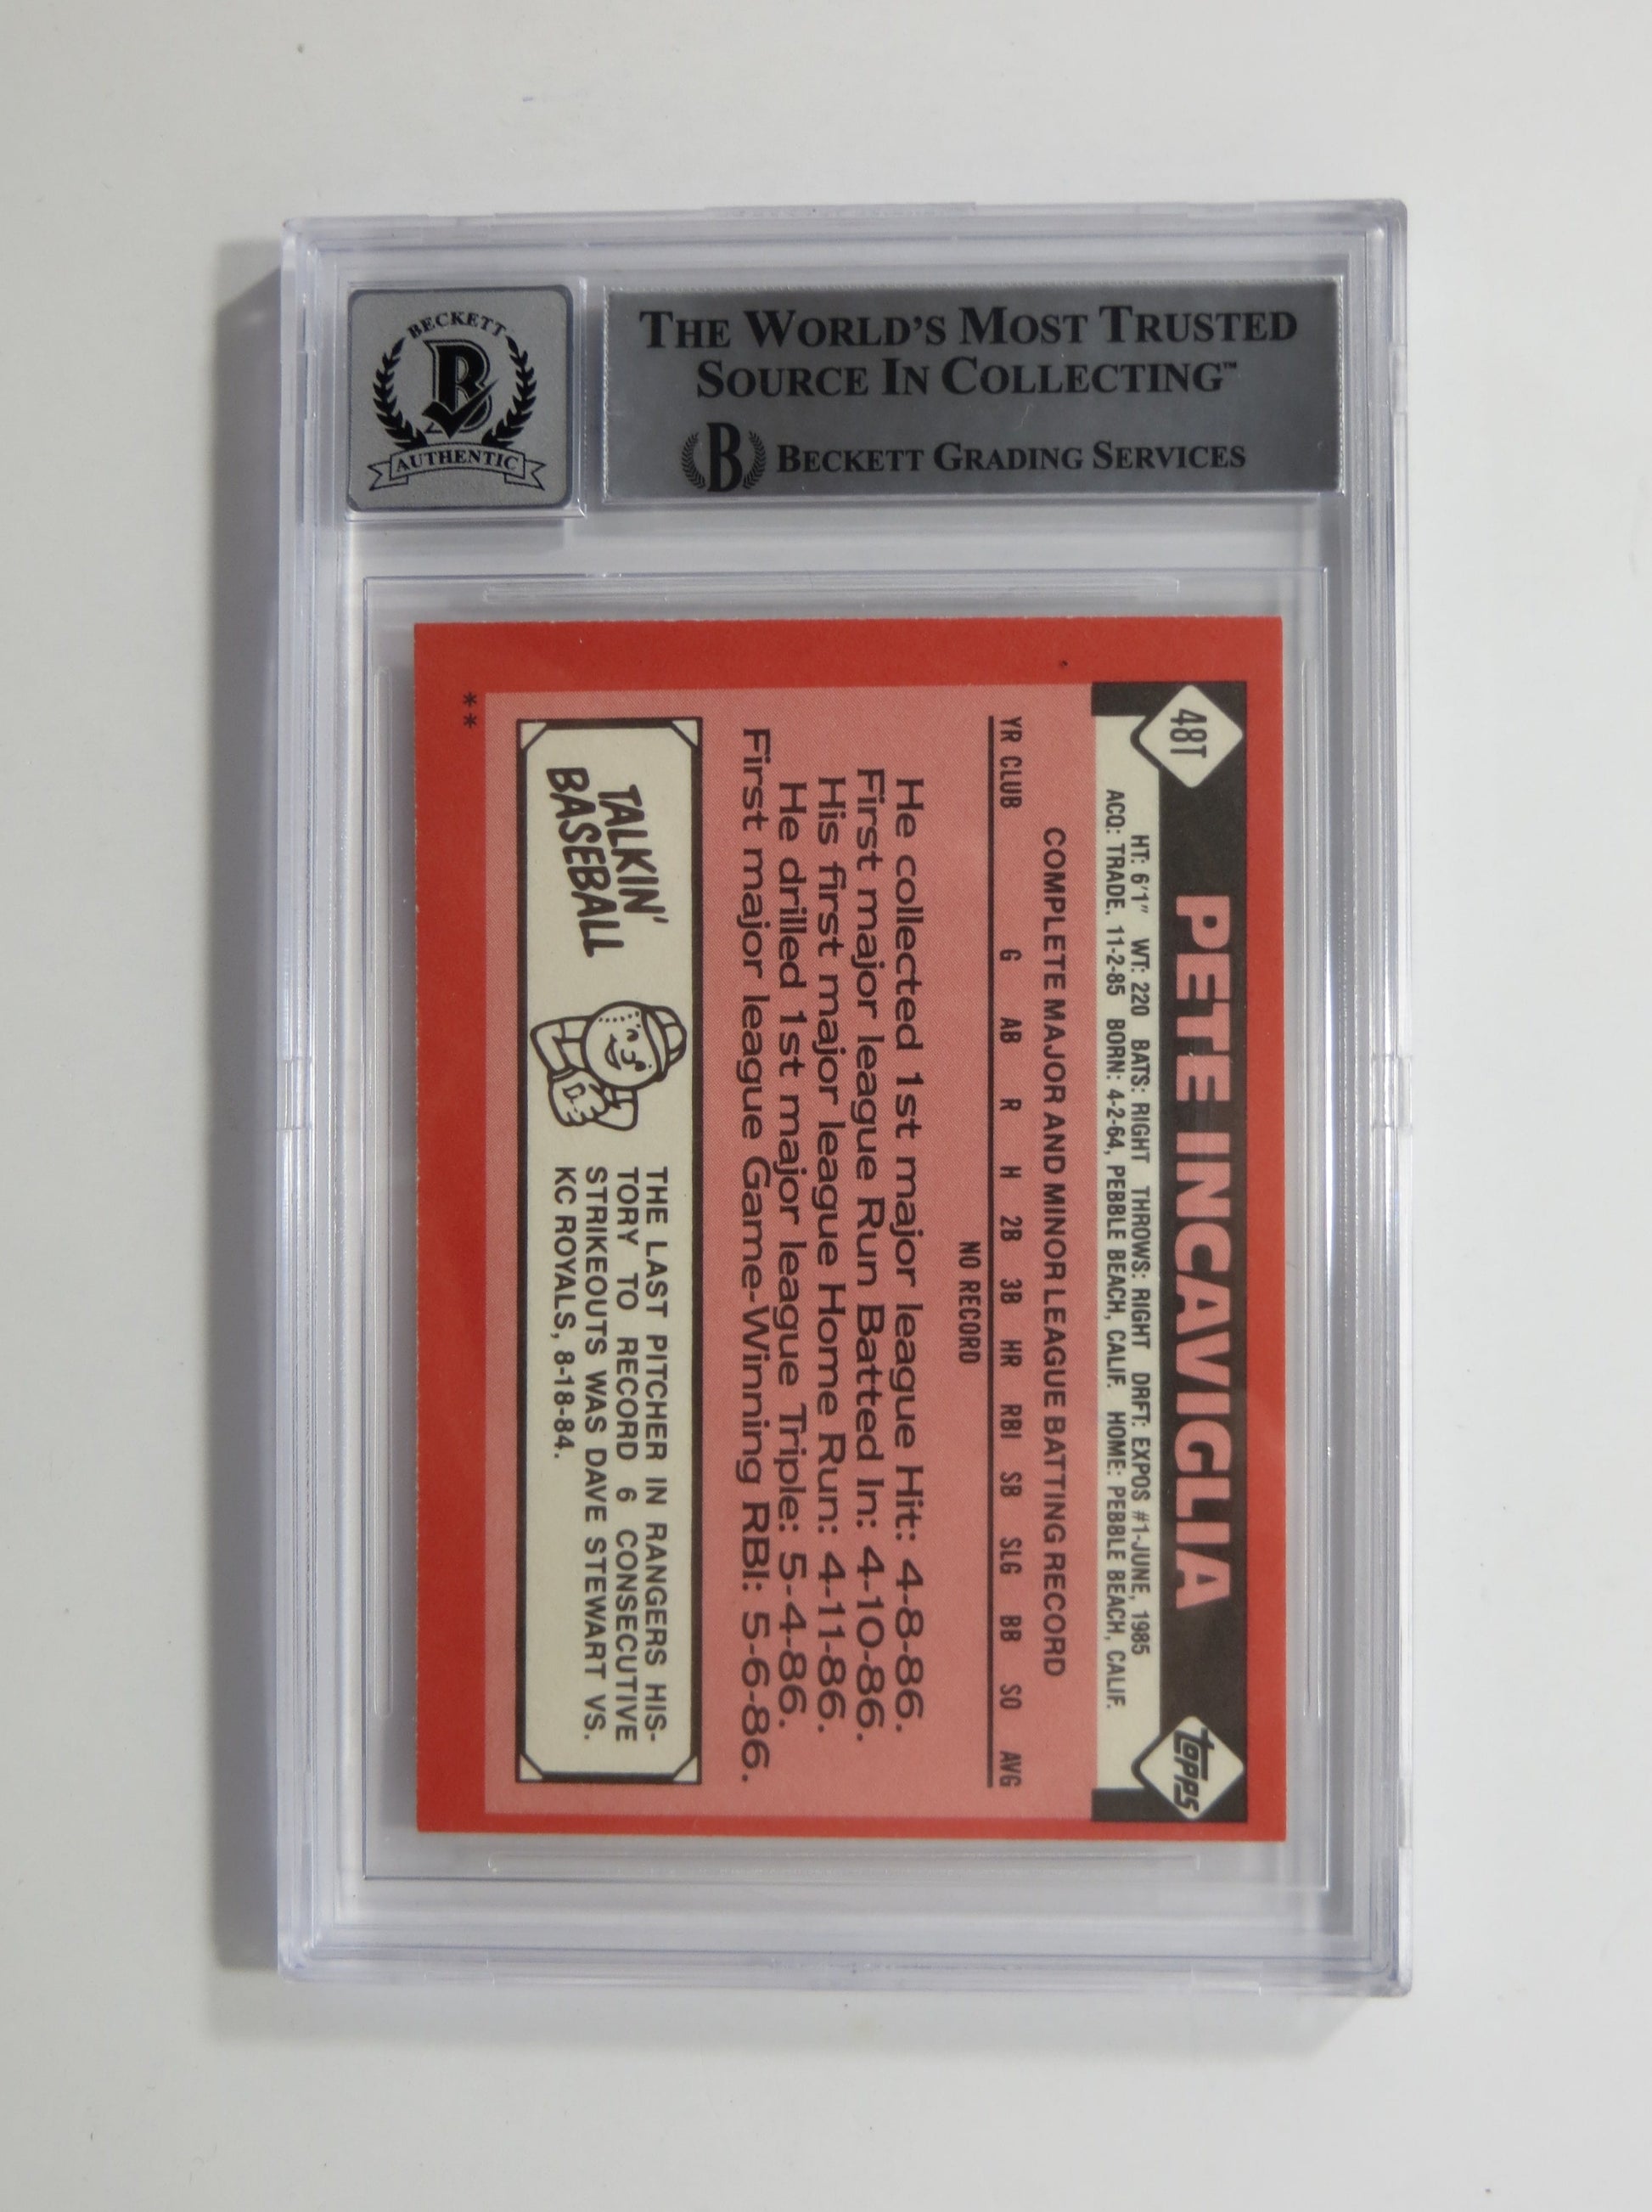 BECKETT
B
AUTHENTIC
THE WORLD'S MOST TRUSTED
SOURCE IN COLLECTING™
B BECKETT GRADING SERVICES
48T
PETE INCAVIGLIA
topps
HT: 6'1" WT: 220 BATS: RIGHT THROWS: RIGHT DRFT: EXPOS #1-JUNE, 1985
ACQ: TRADE, 11-2-85 BORN: 4-2-64, PEBBLE BEACH, CALIF. HOME: PEBBLE BEACH, CALIF.
COMPLETE MAJOR AND MINOR LEAGUE BATTING RECORD
YR CLUB G AB R H 2B 3B HR RBI SB SLG BB SO AVG
NO RECORD
He collected 1st major league Hit: 4-8-86.
First major league Run Batted In: 4-10-86.
His first major league Home Run: 4-11-86.
He drilled 1st major league Triple: 5-4-86.
First major league Game-Winning RBI: 5-6-86.
TALKIN'
BASEBALL
THE LAST PITCHER IN RANGERS HIS-
TORY TO RECORD 6 CONSECUTIVE
STRIKEOUTS WAS DAVE STEWART VS.
KC ROYALS, 8-18-84.
**